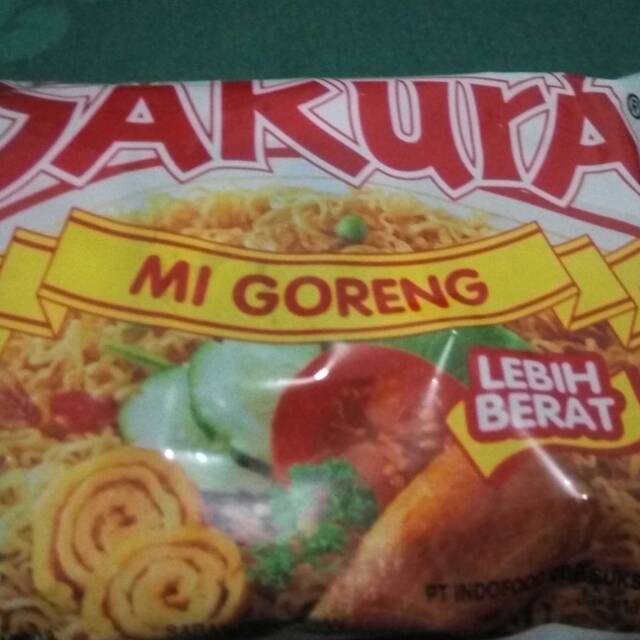 SAKURA
®
MI GORENG
LEBIH
BERAT
PT INDOFOOD